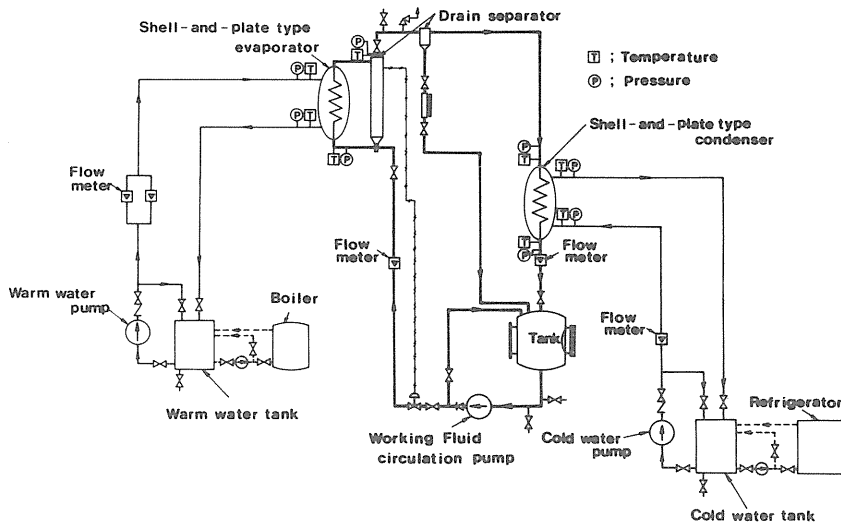 Drain separator
Shell-and-plate type
evaporator
P
T
P
T
T ; Temperature
P ; Pressure
P
T
P
T
T
P
Shell-and-plate type
condenser
P
T
T
P
T
P
T
P
Flow
meter
Flow
meter
Flow
meter
Warm water
pump
Boiler
Tank
Flow
meter
Warm water tank
Working Fluid
circulation pump
Cold water
pump
Refrigerator
Cold water tank